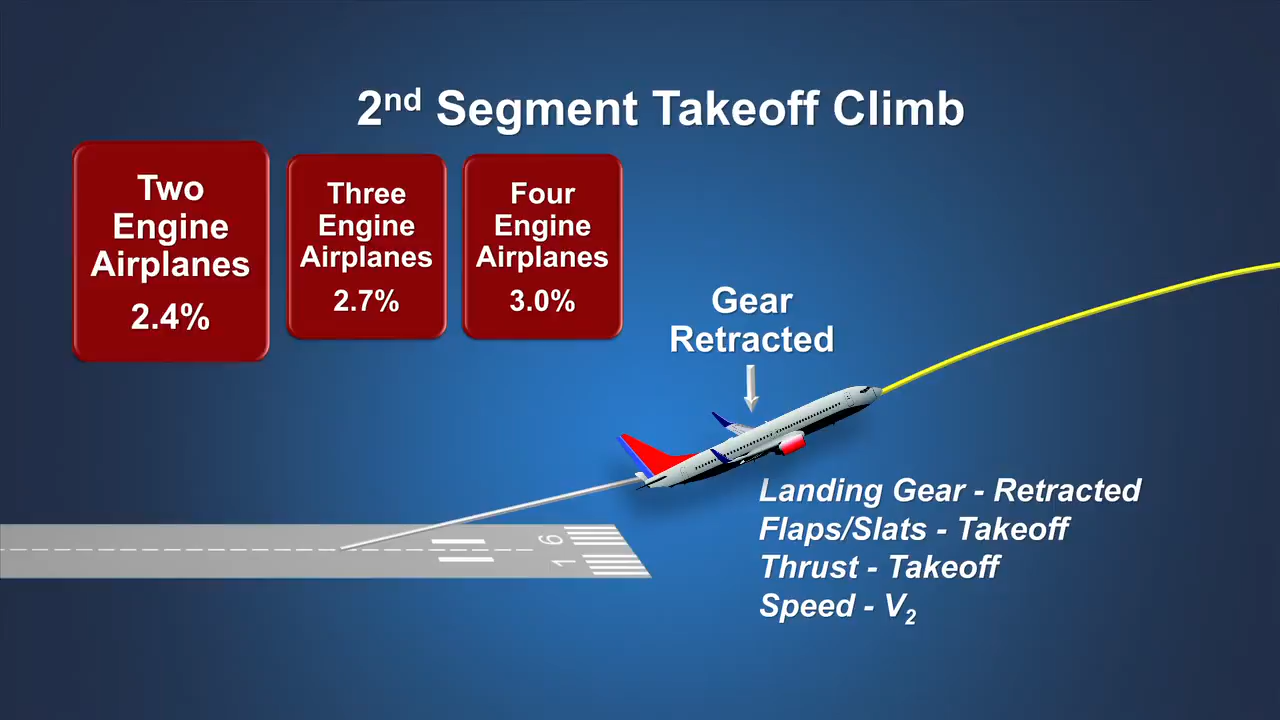 2nd Segment Takeoff Climb
Two
Engine
Airplanes
2.4%
Three
Engine
Airplanes
2.7%
Four
Engine
Airplanes
3.0%
Gear
Retracted
Landing Gear - Retracted
Flaps/Slats - Takeoff
Thrust - Takeoff
Speed - V2
16